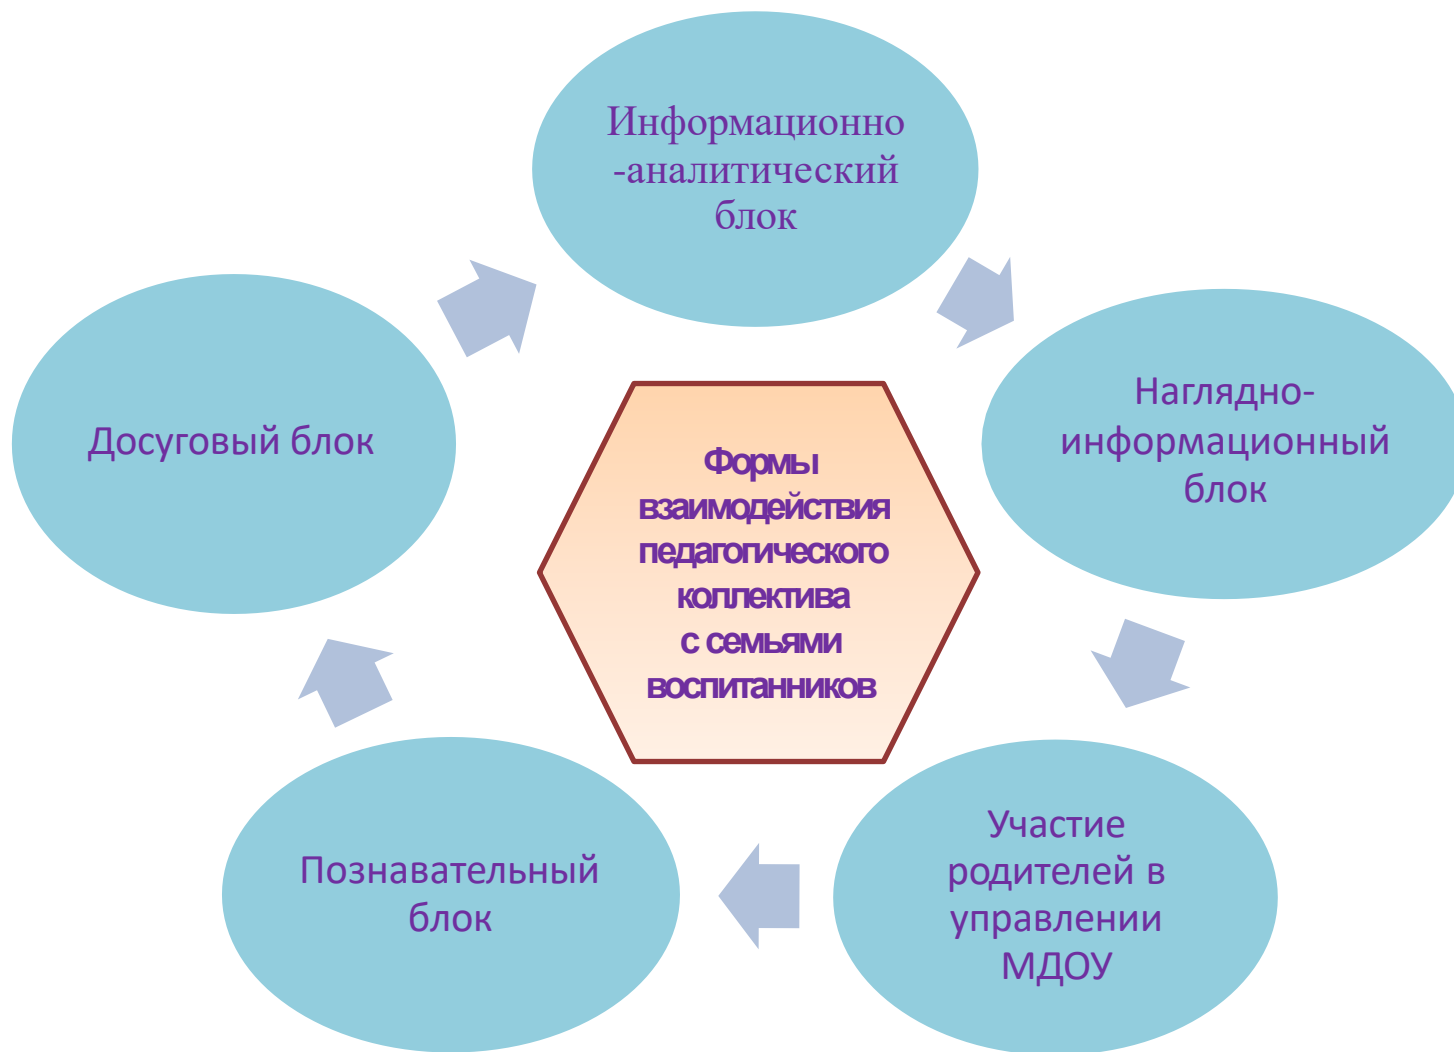 Информационно
-аналитический
блок
Наглядно-
информационный
блок
Участие
родителей в
управлении
МДОУ
Познавательный
блок
Досуговый блок
Формы
взаимодействия
педагогического
коллектива
с семьями
воспитанников